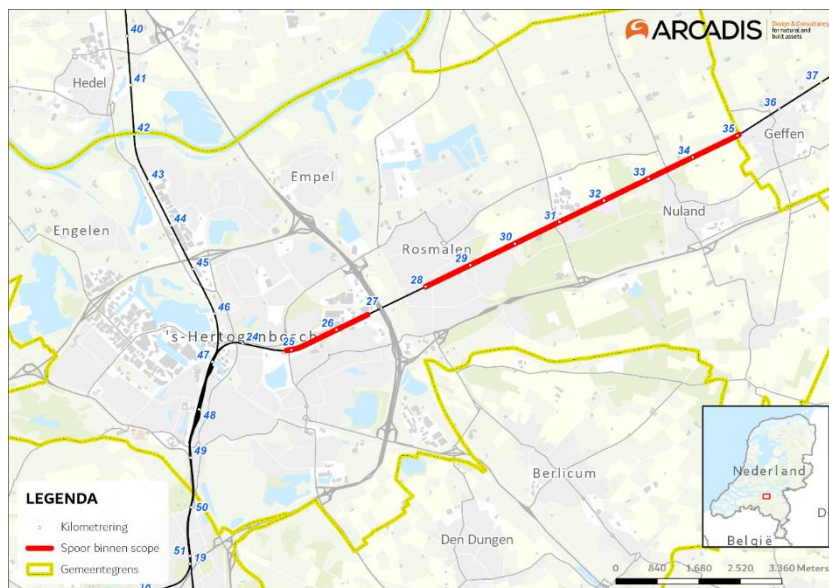 40
ARCADIS
Design & Consultancy
for natural and
built assets
Hedel
41
37
36
42
35
Geffen
Empel
43
34
33
Engelen
44
32
Nuland
31
45
Rosmalen
30
29
28
46
27
's-Hertogenbosch
24
25
26
47
48
49
Nederland
Berlicum
LEGENDA
Kilometrering
50
Spoor binnen scope
Den Dungen
België
D
51
19
Gemeentegrens
0 840 1.680 2.520 3.360 Meters